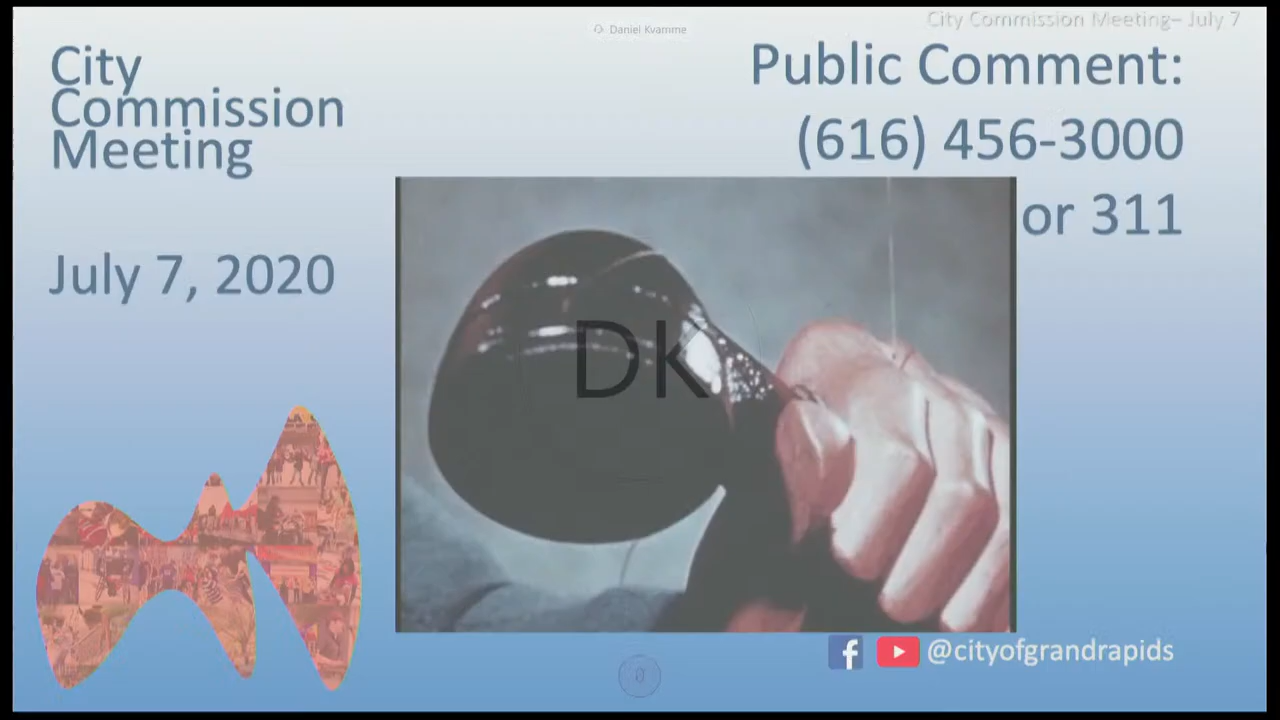 City Commission Meeting– July 7
Daniel Kvamme
City
Commission
Meeting
July 7, 2020
Public Comment:
(616) 456-3000
or 311
DK
@cityofgrandrapids